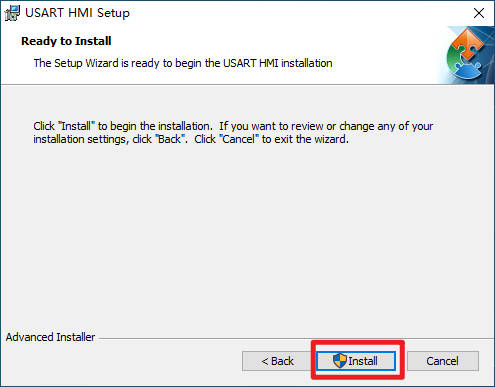 USART HMI Setup
Ready to Install
The Setup Wizard is ready to begin the USART HMI installation
Click "Install" to begin the installation.  If you want to review or change any of your
installation settings, click "Back".  Click "Cancel" to exit the wizard.
Advanced Installer
< Back
Install
Cancel